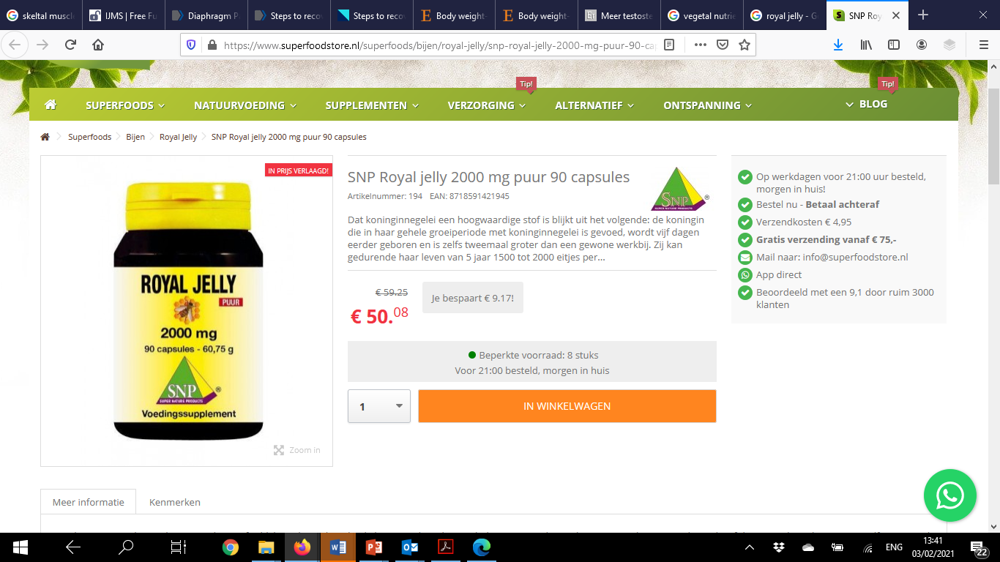 skeltal muscl
IJMS | Free Fu
Diaphragm P
Steps to reco
Steps to reco
Body weight-
Body weight-
Meer testoste
vegetal nutrie
royal jelly - G
SNP Roy
https://www.superfoodstore.nl/superfoods/bijen/royal-jelly/snp-royal-jelly-2000-mg-puur-90-cap
Tip!
Tip!
SUPERFOODS
NATUURVOEDING
SUPPLEMENTEN
VERZORGING
ALTERNATIEF
ONTSPANNING
BLOG
Superfoods
Bijen
Royal Jelly
SNP Royal jelly 2000 mg puur 90 capsules
IN PRIJS VERLAAGD!
ROYAL JELLY
PUUR
2000 mg
90 capsules - 60,75 g
SNP
SUPER NATURE PRODUCTS
®
Voedingssupplement
Zoom in
SNP Royal jelly 2000 mg puur 90 capsules
Artikelnummer: 194 EAN: 8718591421945
SNP
SUPER NATURE PRODUCTS
®
Dat koninginnegelei een hoogwaardige stof is blijkt uit het volgende: de koningin
die in haar gehele groeiperiode met koninginnegelei is gevoed, wordt vijf dagen
eerder geboren en is zelfs tweemaal groter dan een gewone werkbij. Zij kan
gedurende haar leven van 5 jaar 1500 tot 2000 eitjes per...
€ 59.25
€ 50.08
Je bespaart € 9.17!
Beperkte voorraad: 8 stuks
Voor 21:00 besteld, morgen in huis
1
IN WINKELWAGEN
Op werkdagen voor 21:00 uur besteld,
morgen in huis!
Bestel nu - Betaal achteraf
Verzendkosten € 4,95
Gratis verzending vanaf € 75,-
Mail naar: info@superfoodstore.nl
App direct
Beoordeeld met een 9,1 door ruim 3000
klanten
Meer informatie
Kenmerken
ENG
13:41
03/02/2021
22